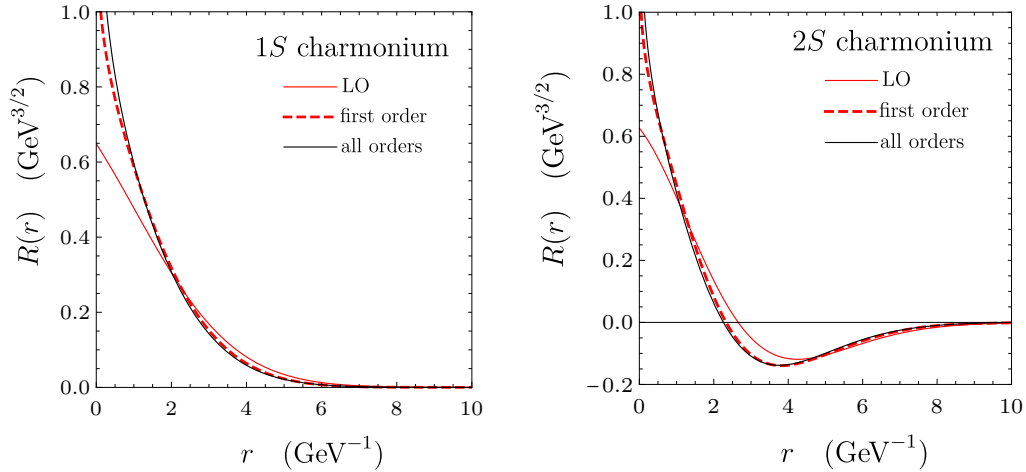 1S charmonium
LO
first order
all orders
R(r) (GeV^{3/2})
1.0
0.8
0.6
0.4
0.2
0.0
0 2 4 6 8 10
r (GeV^{−1})
2S charmonium
LO
first order
all orders
R(r) (GeV^{3/2})
1.0
0.8
0.6
0.4
0.2
0.0
−0.2
0 2 4 6 8 10
r (GeV^{−1})